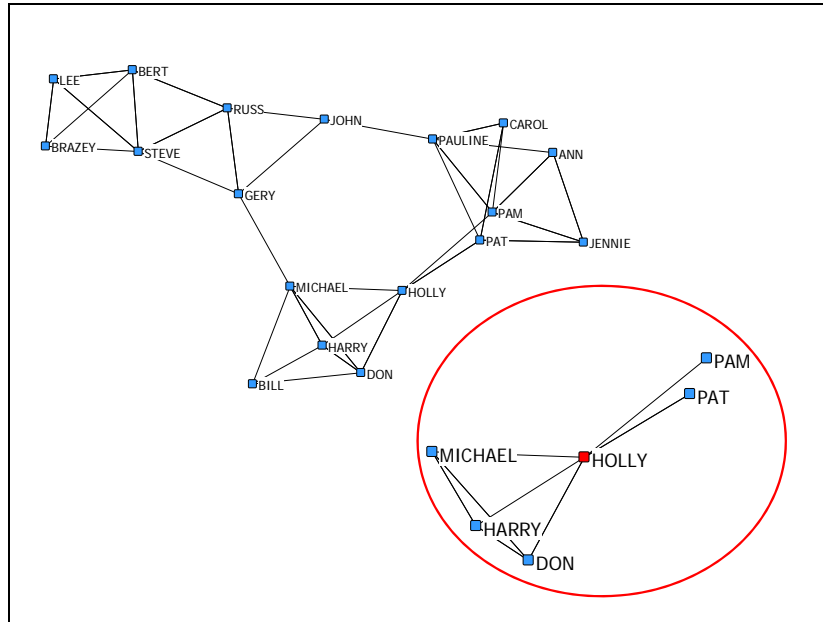 BERT
LEE
RUSS
JOHN
CAROL
PAULINE
BRAZEY
STEVE
ANN
GERY
PAM
PAT
JENNIE
MICHAEL
HOLLY
HARRY
DON
BILL
PAM
PAT
MICHAEL
HOLLY
HARRY
DON